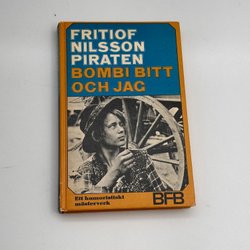 FRITIOF
NILSSON
PIRATEN
BOMBI BITT
OCH JAG
Ett humoristiskt
mästerverk
BFB